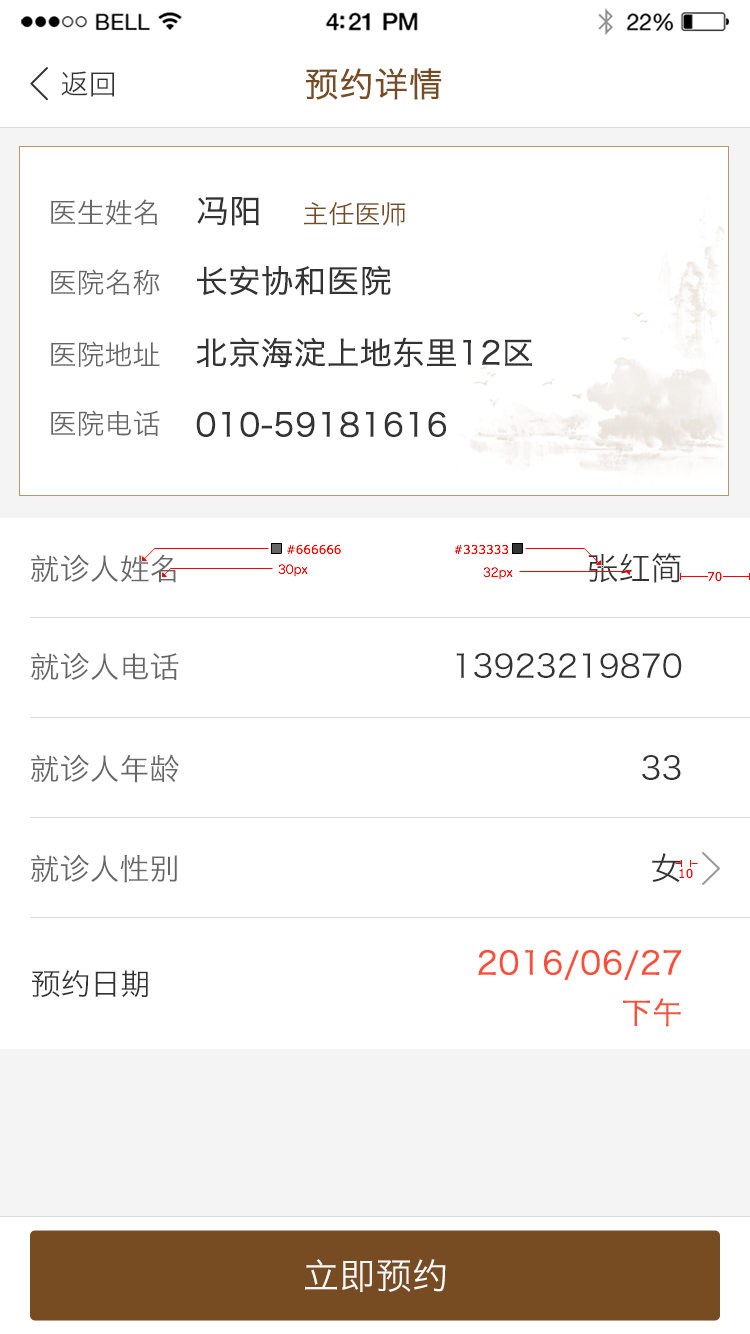 BELL 4:21 PM 22%
返回 预约详情
医生姓名 冯阳 主任医师
医院名称 长安协和医院
医院地址 北京海淀上地东里12区
医院电话 010-59181616
#666666 #333333
就诊人姓名 30px 32px 张红简 70
就诊人电话 13923219870
就诊人年龄 33
就诊人性别 女 10
预约日期 2016/06/27
下午
立即预约